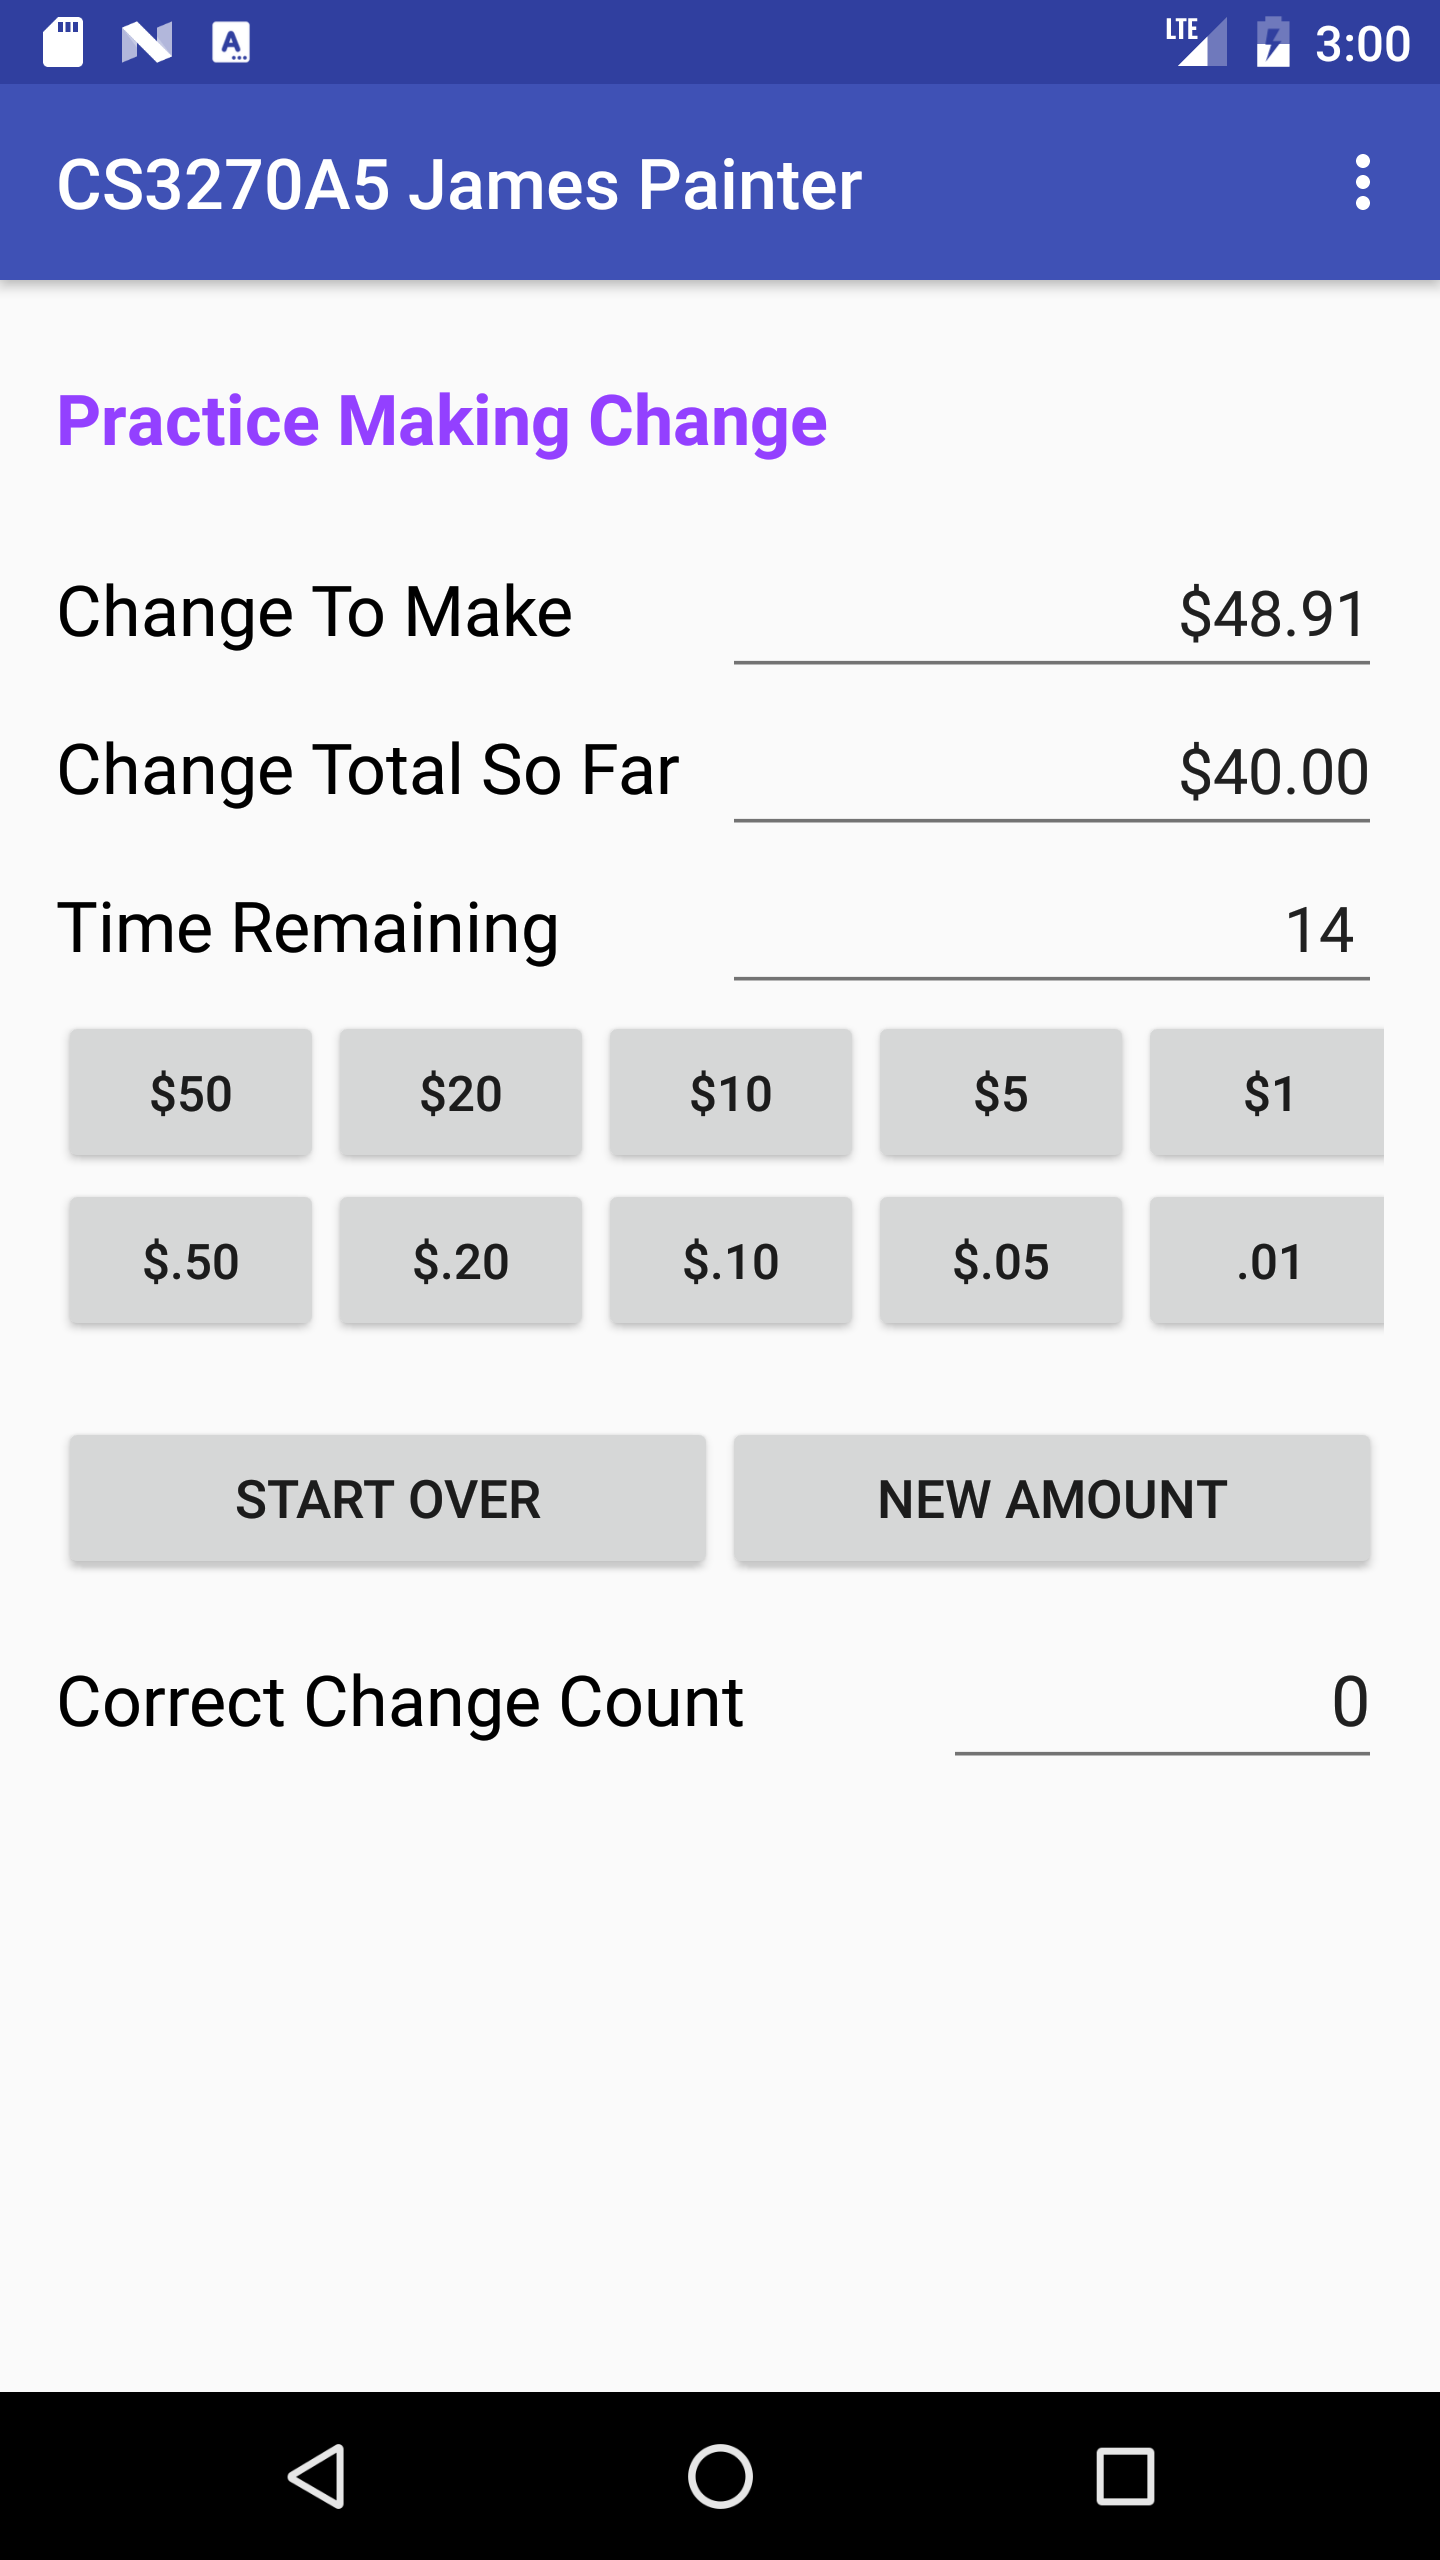 LTE 3:00
CS3270A5 James Painter
Practice Making Change
Change To Make $48.91
Change Total So Far $40.00
Time Remaining 14
$50 $20 $10 $5 $1
$.50 $.20 $.10 $.05 .01
START OVER NEW AMOUNT
Correct Change Count 0